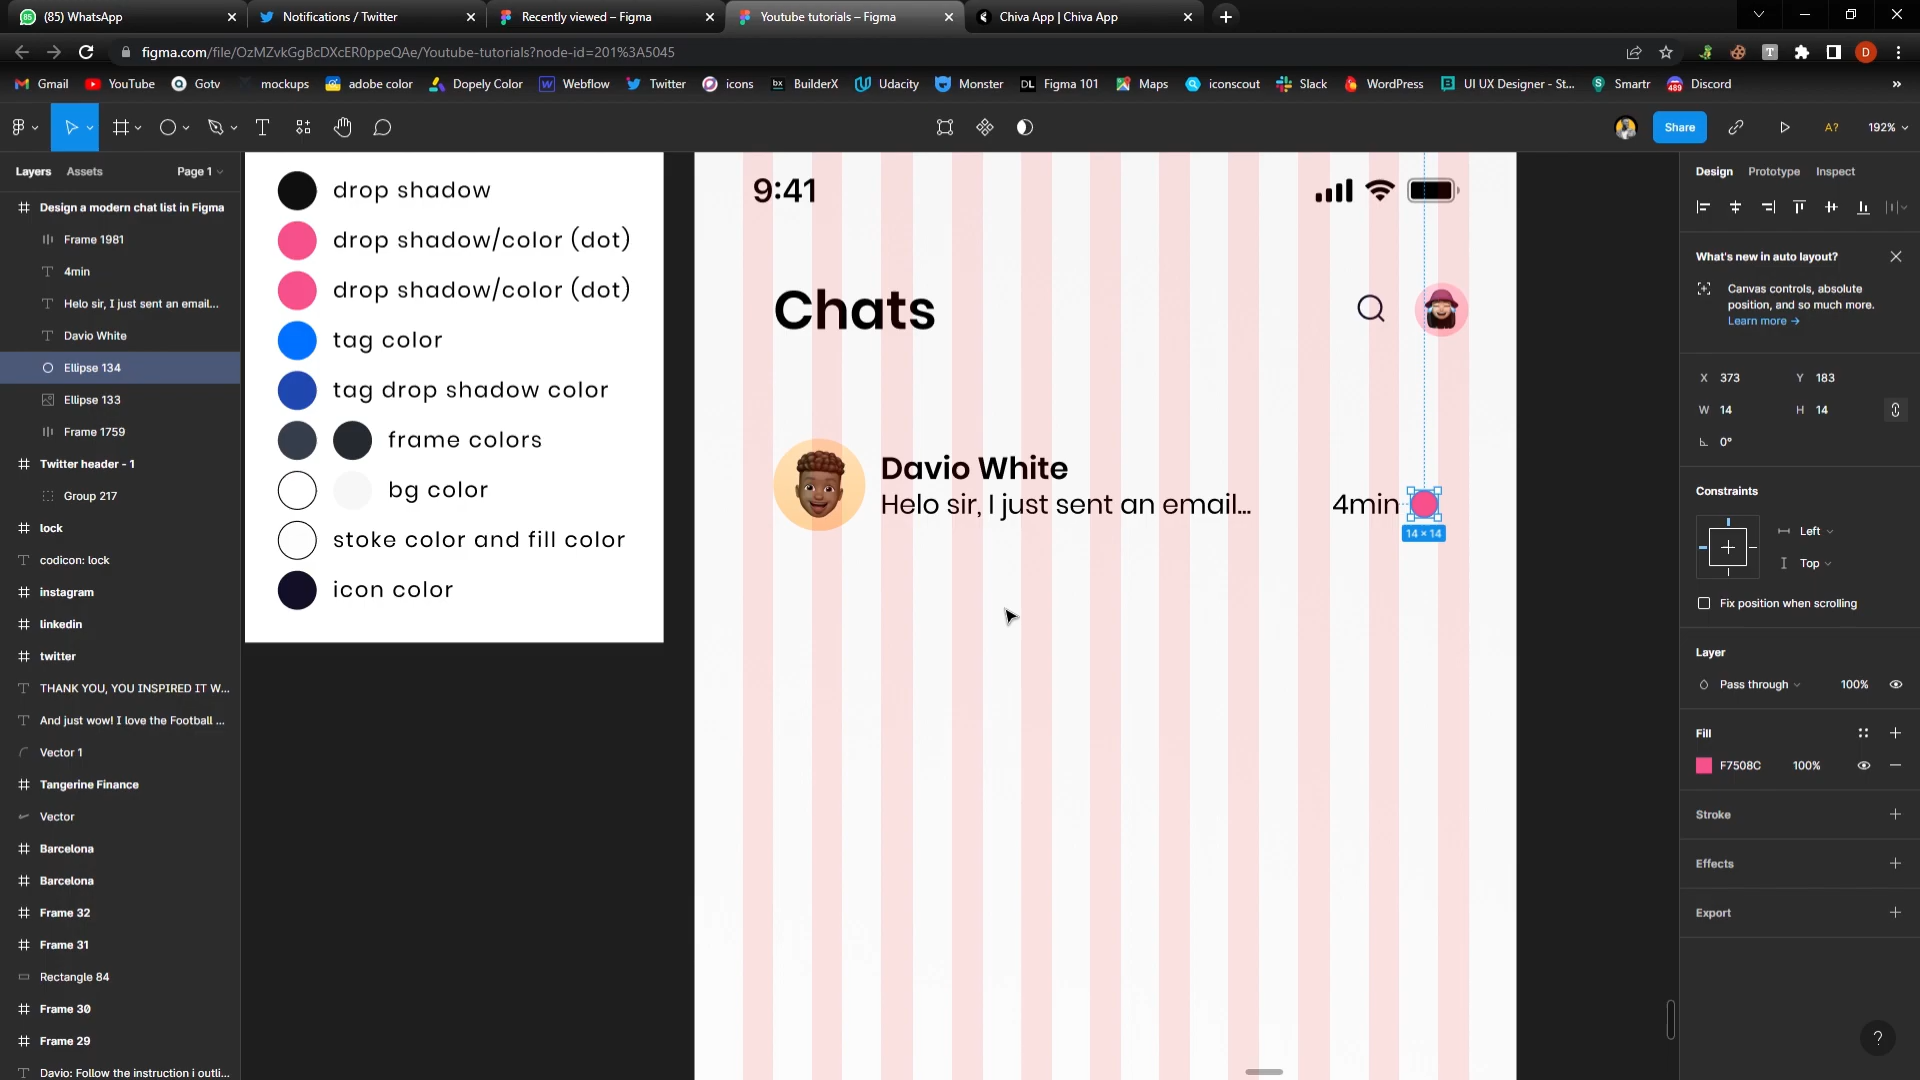 (85) WhatsApp
Notifications / Twitter
Recently viewed – Figma
Youtube tutorials – Figma
Chiva App | Chiva App
figma.com/file/OzMZvkGgBcDXcER0ppeQAe/Youtube-tutorials?node-id=201%3A5045
D
Gmail
YouTube
Gotv
mockups
adobe color
Dopely Color
Webflow
Twitter
icons
BuilderX
Udacity
Monster
DL Figma 101
Maps
iconscout
Slack
WordPress
UI UX Designer - St...
Smartr
Discord
Share
A?
192%
Layers
Assets
Page 1
Design a modern chat list in Figma
Frame 1981
4min
Helo sir, I just sent an email...
Davio White
Ellipse 134
Ellipse 133
Frame 1759
Twitter header - 1
Group 217
lock
codicon: lock
instagram
linkedin
twitter
THANK YOU, YOU INSPIRED IT W...
And just wow! I love the Football ...
Vector 1
Tangerine Finance
Vector
Barcelona
Barcelona
Frame 32
Frame 31
Rectangle 84
Frame 30
Frame 29
Davio: Follow the instruction i outli...
drop shadow
drop shadow/color (dot)
drop shadow/color (dot)
tag color
tag drop shadow color
frame colors
bg color
stoke color and fill color
icon color
9:41
Chats
Davio White
Helo sir, I just sent an email...
4min
14 × 14
Design
Prototype
Inspect
What's new in auto layout?
Canvas controls, absolute
position, and so much more.
Learn more →
X 373
Y 183
W 14
H 14
0°
Constraints
Left
Top
Fix position when scrolling
Layer
Pass through
100%
Fill
F7508C
100%
Stroke
Effects
Export
?